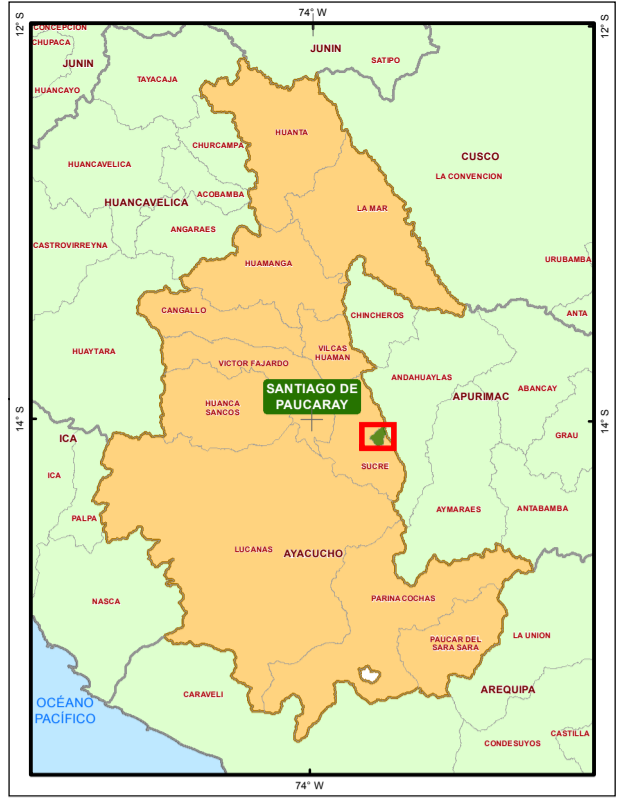 74° W
12° S
12° S
CONCEPCION
CHUPACA
JUNIN
JUNIN
SATIPO
TAYACAJA
HUANCAYO
HUANTA
CHURCAMPA
CUSCO
HUANCAVELICA
LA CONVENCION
ACOBAMBA
HUANCAVELICA
LA MAR
ANGARAES
CASTROVIRREYNA
URUBAMBA
HUAMANGA
CANGALLO
CHINCHEROS
ANTA
HUAYTARA
VILCAS
HUAMAN
VICTOR FAJARDO
ANDAHUAYLAS
ABANCAY
SANTIAGO DE
PAUCARAY
APURIMAC
HUANCA
SANCOS
14° S
14° S
ICA
GRAU
SUCRE
ICA
AYMARAES
ANTABAMBA
PALPA
LUCANAS
AYACUCHO
NASCA
PARINACOCHAS
PAUCAR DEL
SARA SARA
LA UNION
CARAVELI
AREQUIPA
OCÉANO
PACÍFICO
CASTILLA
CONDESUYOS
74° W